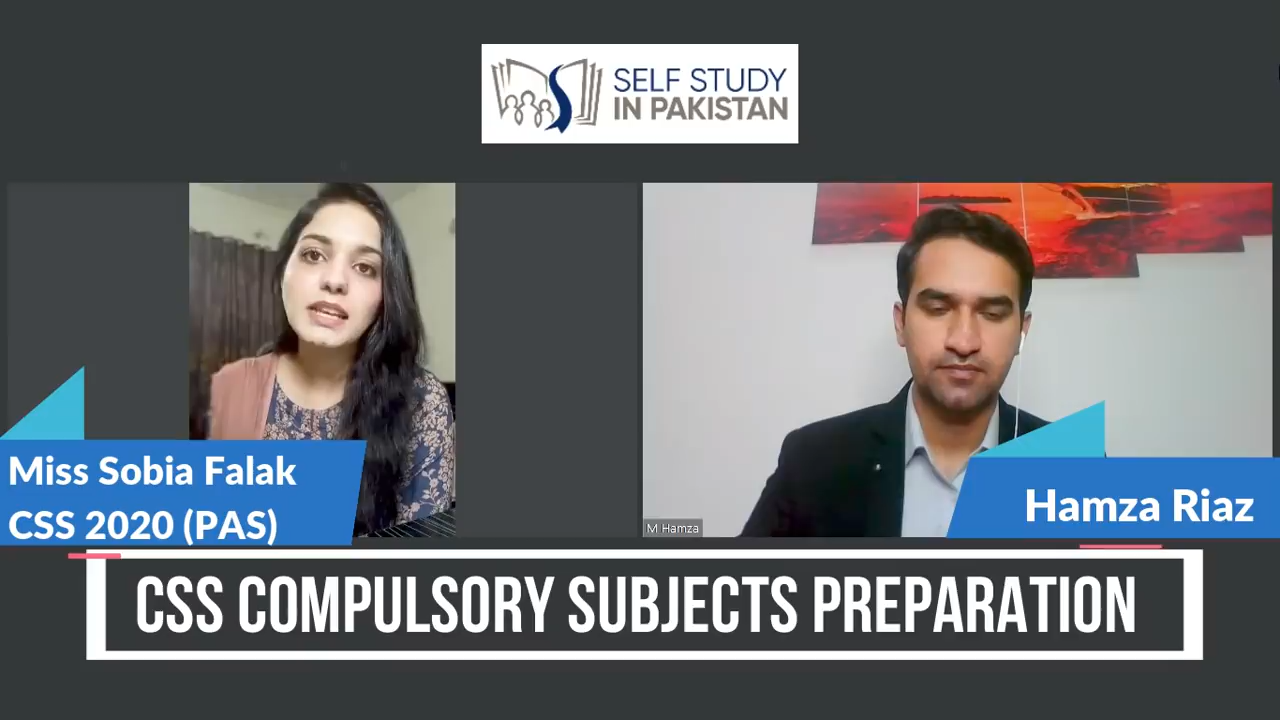 SELF STUDY
IN PAKISTAN
M Hamza
Miss Sobia Falak
CSS 2020 (PAS)
Hamza Riaz
CSS COMPULSORY SUBJECTS PREPARATION